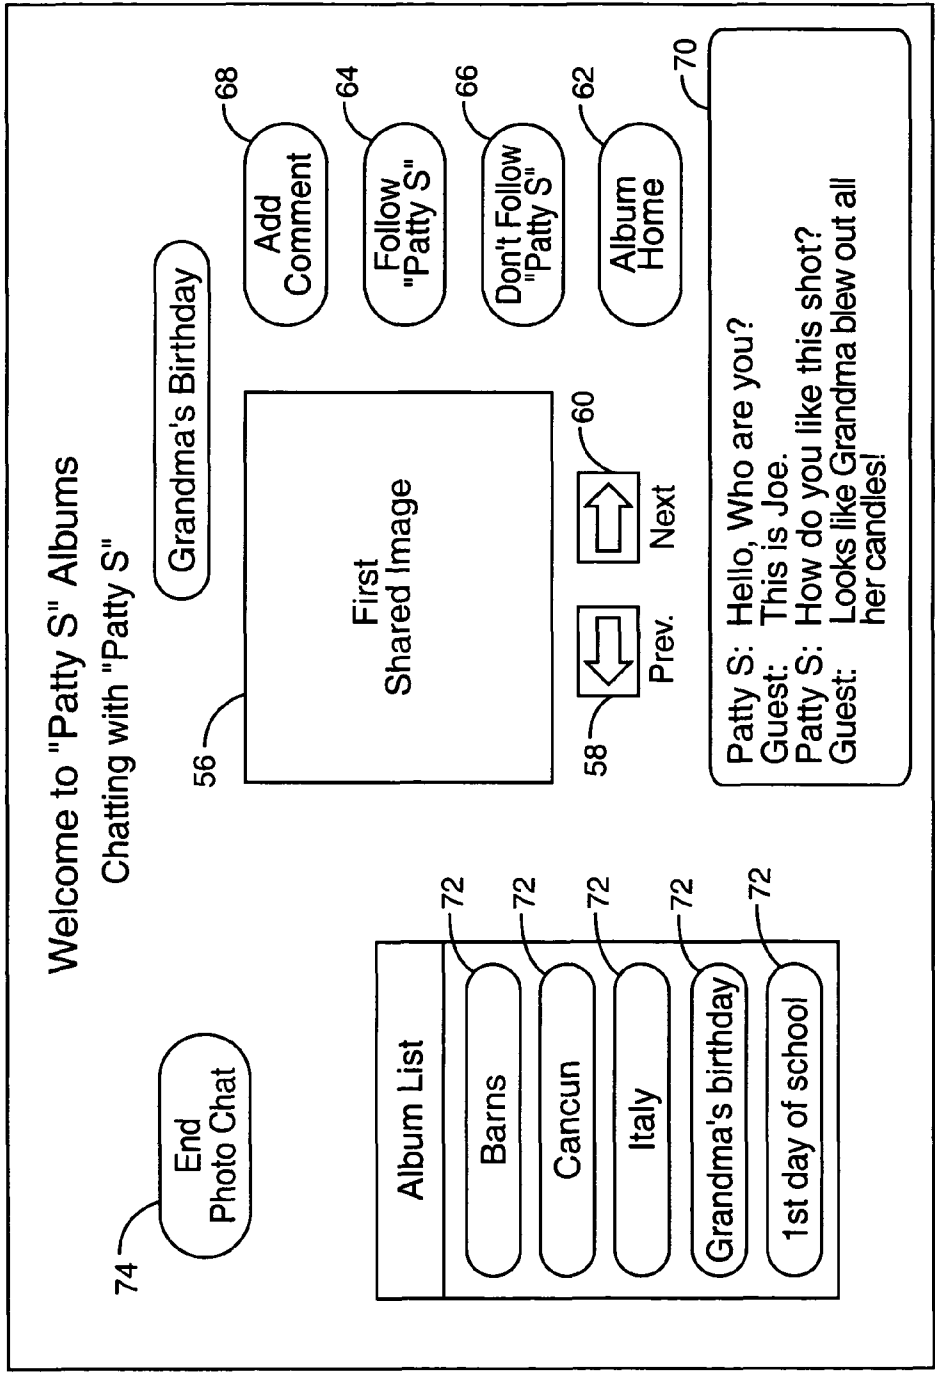 Welcome to "Patty S" Albums
Chatting with "Patty S"
74
End
Photo Chat
Grandma's Birthday
Album List
Barns
72
Cancun
72
Italy
72
Grandma's birthday
72
1st day of school
72
56
First
Shared Image
58
Prev.
60
Next
68
Add
Comment
64
Follow
"Patty S"
66
Don't Follow
"Patty S"
62
Album
Home
70
Patty S: Hello, Who are you?
Guest: This is Joe.
Patty S: How do you like this shot?
Guest: Looks like Grandma blew out all
her candles!